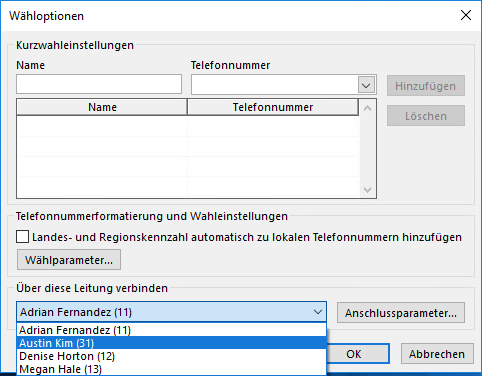 Wähloptionen
Kurzwahleinstellungen
Name Telefonnummer
Hinzufügen
Name Telefonnummer
Löschen
Telefonnummerformatierung und Wahleinstellungen
Landes- und Regionskennzahl automatisch zu lokalen Telefonnummern hinzufügen
Wählparameter...
Über diese Leitung verbinden
Adrian Fernandez (11) Anschlussparameter...
Adrian Fernandez (11)
Austin Kim (31)
Denise Horton (12)
Megan Hale (13)
OK Abbrechen